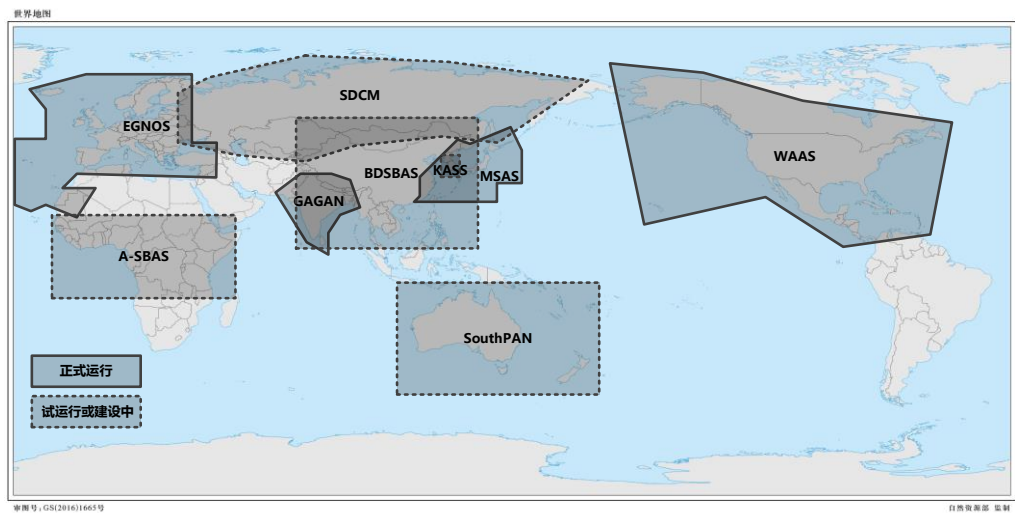 世界地图
SDCM
EGNOS
WAAS
BDSBAS
KASS
MSAS
GAGAN
A-SBAS
SouthPAN
正式运行
试运行或建设中
审图号:GS(2016)1665号
自然资源部 监制